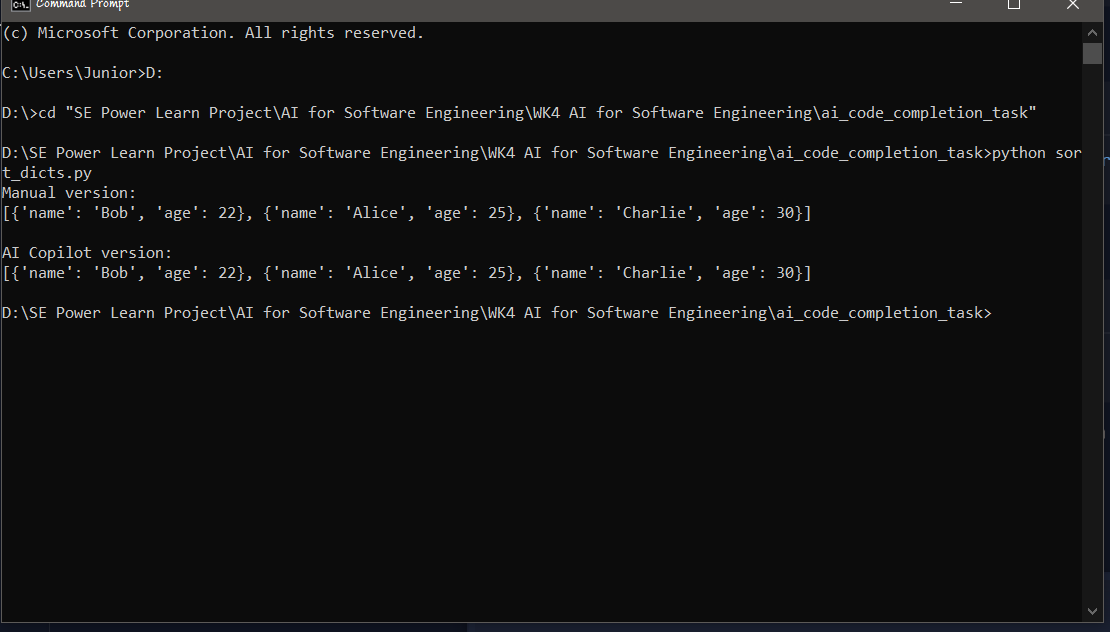 Command Prompt
(c) Microsoft Corporation. All rights reserved.
C:\Users\Junior>D:
D:\>cd "SE Power Learn Project\AI for Software Engineering\WK4 AI for Software Engineering\ai_code_completion_task"
D:\SE Power Learn Project\AI for Software Engineering\WK4 AI for Software Engineering\ai_code_completion_task>python sor
t_dicts.py
Manual version:
[{'name': 'Bob', 'age': 22}, {'name': 'Alice', 'age': 25}, {'name': 'Charlie', 'age': 30}]
AI Copilot version:
[{'name': 'Bob', 'age': 22}, {'name': 'Alice', 'age': 25}, {'name': 'Charlie', 'age': 30}]
D:\SE Power Learn Project\AI for Software Engineering\WK4 AI for Software Engineering\ai_code_completion_task>